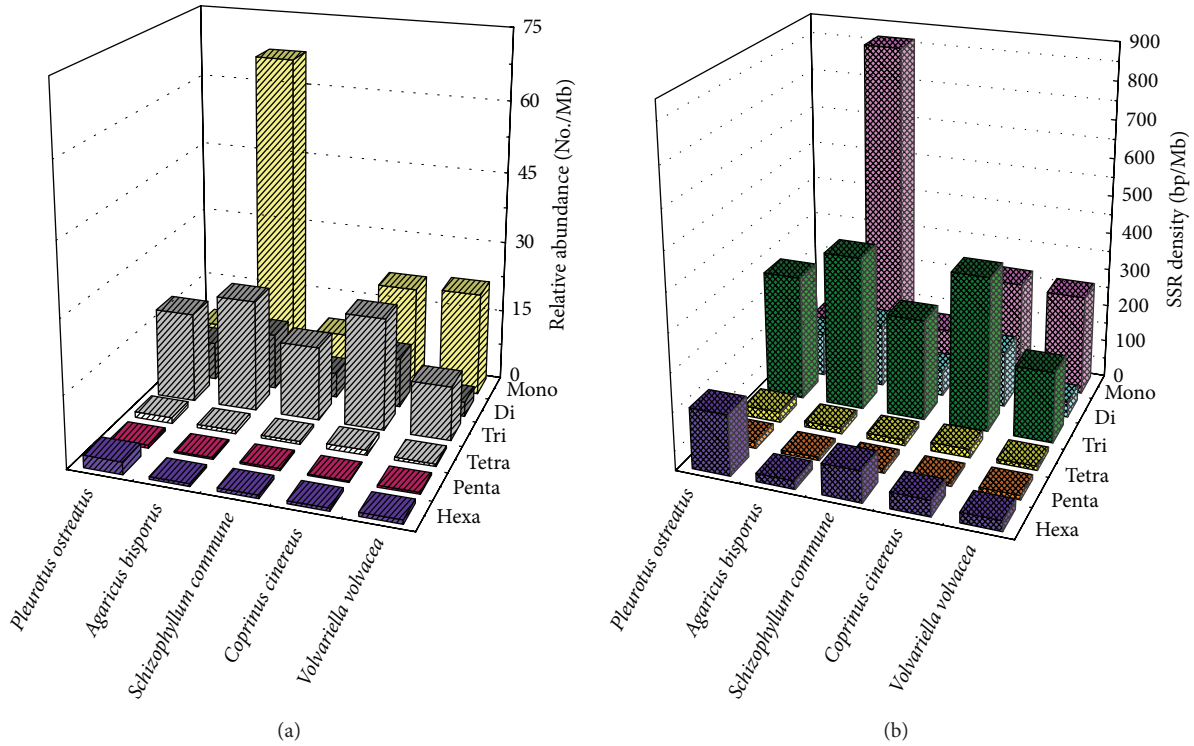 75
60
45
30
15
0
Relative abundance (No./Mb)
Mono
Di
Tri
Tetra
Penta
Hexa
Pleurotus ostreatus
Agaricus bisporus
Schizophyllum commune
Coprinus cinereus
Volvariella volvacea
(a)
900
800
700
600
500
400
300
200
100
0
SSR density (bp/Mb)
Mono
Di
Tri
Tetra
Penta
Hexa
Pleurotus ostreatus
Agaricus bisporus
Schizophyllum commune
Coprinus cinereus
Volvariella volvacea
(b)